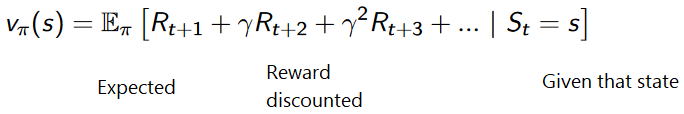 vπ(s) = 𝔼π [Rt+1 + γRt+2 + γ²Rt+3 + ... | St = s]
Expected
Reward
discounted
Given that state